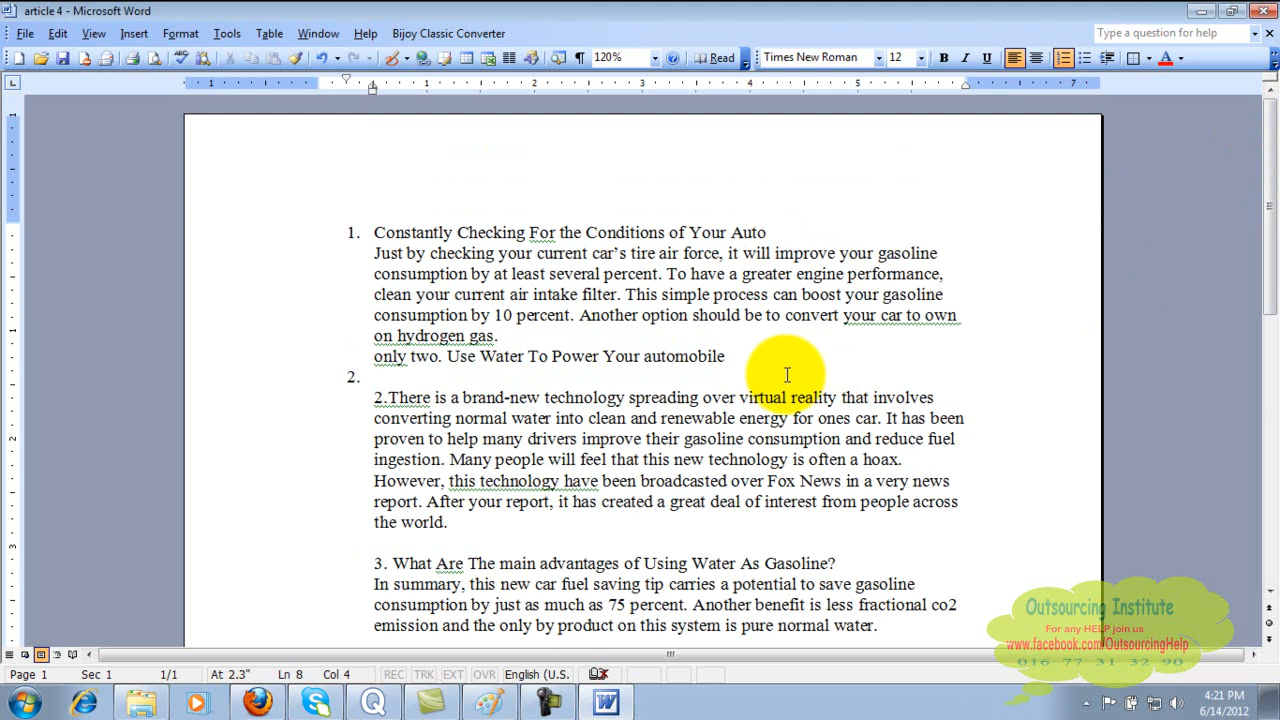 article 4 - Microsoft Word
File Edit View Insert Format Tools Table Window Help Bijoy Classic Converter
Type a question for help
120% Read Times New Roman 12 B I U A
1 1 2 3 4 5 6 7
1. Constantly Checking For the Conditions of Your Auto
Just by checking your current car's tire air force, it will improve your gasoline
consumption by at least several percent. To have a greater engine performance,
clean your current air intake filter. This simple process can boost your gasoline
consumption by 10 percent. Another option should be to convert your car to own
on hydrogen gas.
only two. Use Water To Power Your automobile
2.
2.There is a brand-new technology spreading over virtual reality that involves
converting normal water into clean and renewable energy for ones car. It has been
proven to help many drivers improve their gasoline consumption and reduce fuel
ingestion. Many people will feel that this new technology is often a hoax.
However, this technology have been broadcasted over Fox News in a very news
report. After your report, it has created a great deal of interest from people across
the world.
3. What Are The main advantages of Using Water As Gasoline?
In summary, this new car fuel saving tip carries a potential to save gasoline
consumption by just as much as 75 percent. Another benefit is less fractional co2
emission and the only by product on this system is pure normal water.
Outsourcing Institute
For any HELP join us
www.facebook.com/OutsourcingHelp
016 77 31 32 90
Page 1 Sec 1 1/1 At 2.3" Ln 8 Col 4 REC TRK EXT OVR English (U.S.
4:21 PM
6/14/2012